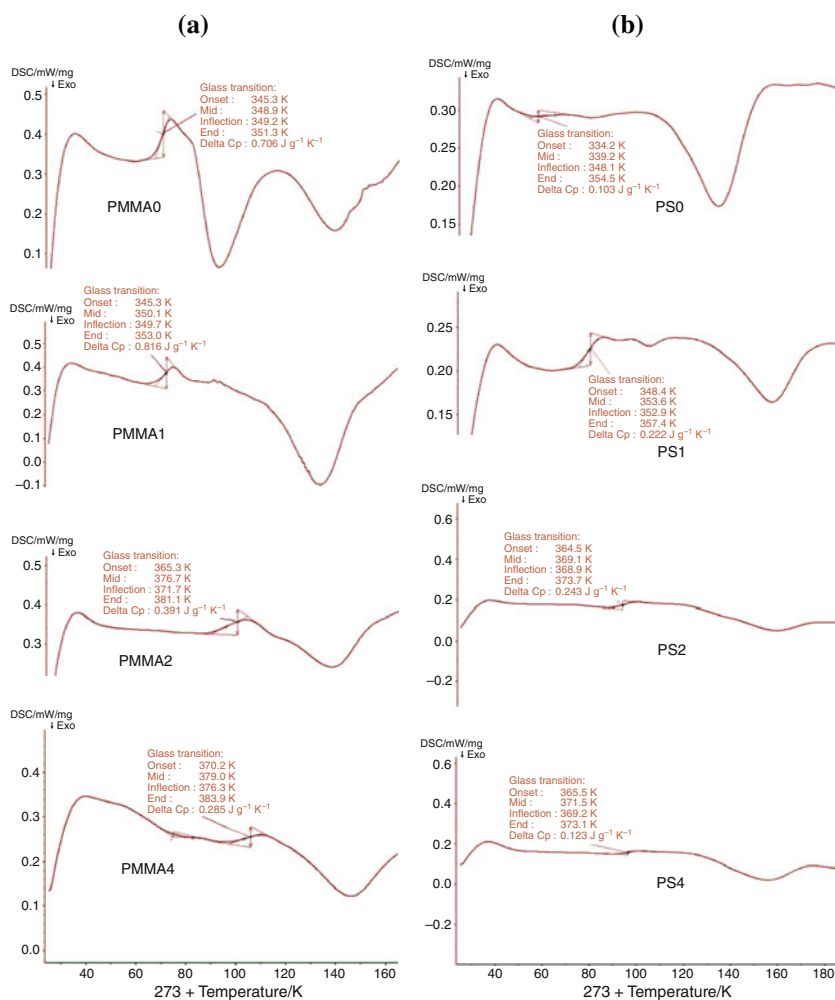 (a)
DSC/mW/mg
↓ Exo
0.5
0.4
0.3
0.2
0.1
Glass transition:
Onset : 345.3 K
Mid : 348.9 K
Inflection : 349.2 K
End : 351.3 K
Delta Cp : 0.706 J g⁻¹ K⁻¹
PMMA0
DSC/mW/mg
↓ Exo
0.5
0.4
0.3
0.2
0.1
0.0
−0.1
Glass transition:
Onset : 345.3 K
Mid : 350.1 K
Inflection : 349.7 K
End : 353.0 K
Delta Cp : 0.816 J g⁻¹ K⁻¹
PMMA1
DSC/mW/mg
↓ Exo
0.5
0.4
0.3
Glass transition:
Onset : 365.3 K
Mid : 376.7 K
Inflection : 371.7 K
End : 381.1 K
Delta Cp : 0.391 J g⁻¹ K⁻¹
PMMA2
DSC/mW/mg
↓ Exo
0.4
0.3
0.2
0.1
0.0
Glass transition:
Onset : 370.2 K
Mid : 379.0 K
Inflection : 376.3 K
End : 383.9 K
Delta Cp : 0.285 J g⁻¹ K⁻¹
PMMA4
40 60 80 100 120 140 160
273 + Temperature/K
(b)
DSC/mW/mg
↓ Exo
0.30
0.25
0.20
0.15
Glass transition:
Onset : 334.2 K
Mid : 339.2 K
Inflection : 348.1 K
End : 354.5 K
Delta Cp : 0.103 J g⁻¹ K⁻¹
PS0
DSC/mW/mg
↓ Exo
0.25
0.20
0.15
Glass transition:
Onset : 348.4 K
Mid : 353.6 K
Inflection : 352.9 K
End : 357.4 K
Delta Cp : 0.222 J g⁻¹ K⁻¹
PS1
DSC/mW/mg
↓ Exo
0.6
0.4
0.2
0.0
−0.2
Glass transition:
Onset : 364.5 K
Mid : 369.1 K
Inflection : 368.9 K
End : 373.7 K
Delta Cp : 0.243 J g⁻¹ K⁻¹
PS2
DSC/mW/mg
↓ Exo
0.6
0.4
0.2
0.0
−0.2
Glass transition:
Onset : 365.5 K
Mid : 371.5 K
Inflection : 369.2 K
End : 373.1 K
Delta Cp : 0.123 J g⁻¹ K⁻¹
PS4
40 60 80 100 120 140 160 180
273 + Temperature/K